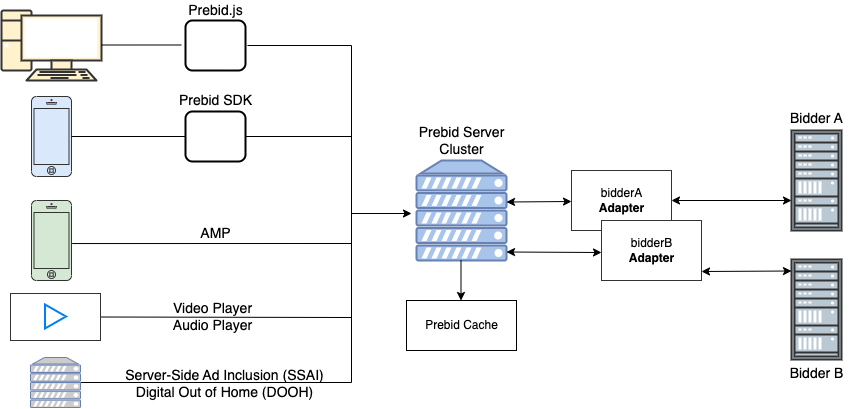 Prebid.js
Prebid SDK
AMP
Video Player
Audio Player
Server-Side Ad Inclusion (SSAI)
Digital Out of Home (DOOH)
Prebid Server
Cluster
Prebid Cache
bidderA
Adapter
bidderB
Adapter
Bidder A
Bidder B